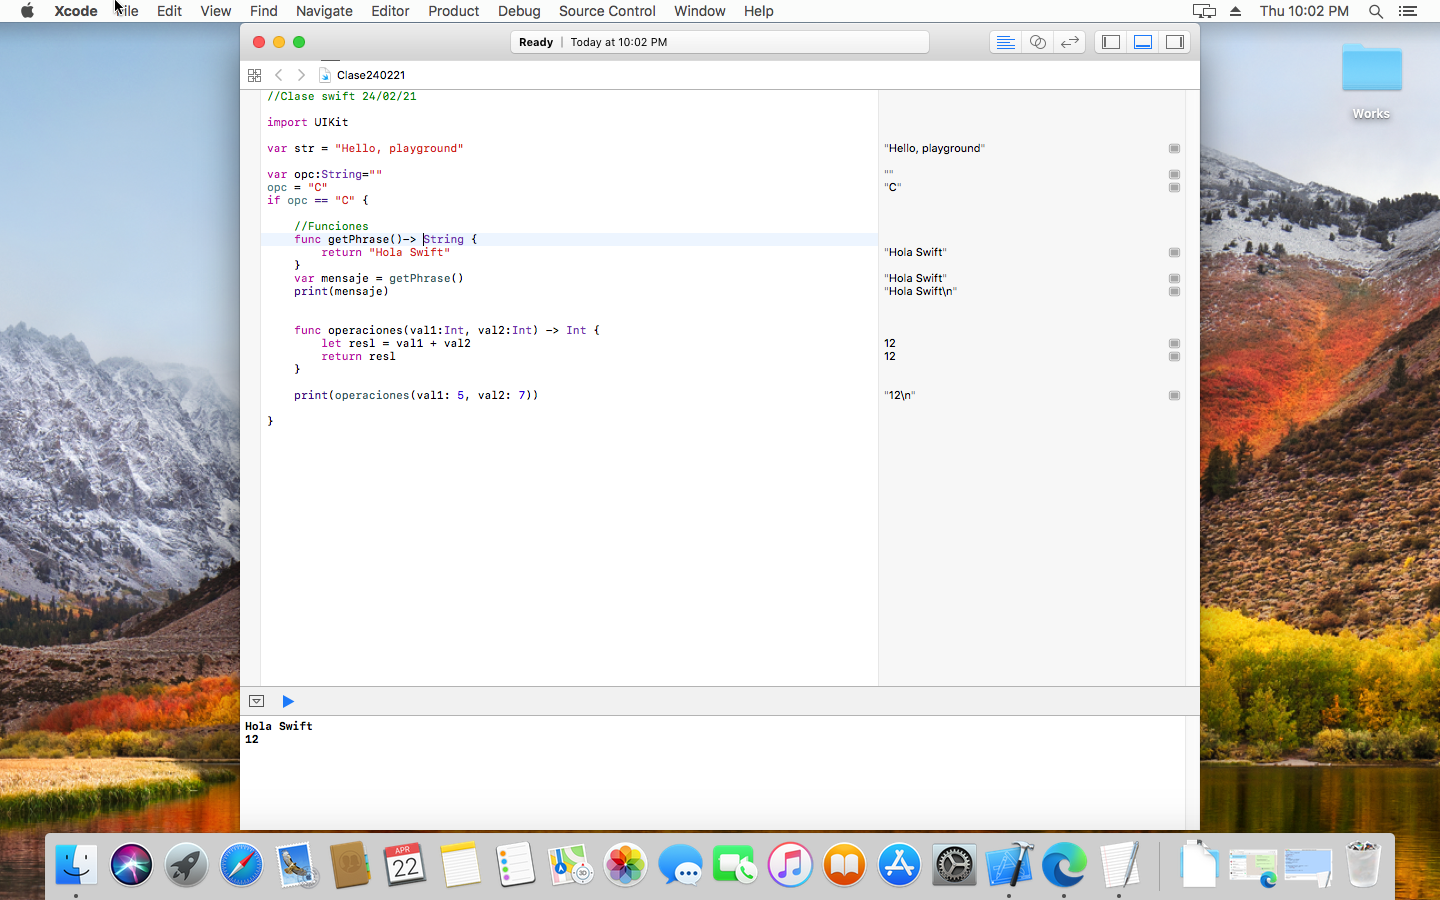 Xcode File Edit View Find Navigate Editor Product Debug Source Control Window Help Thu 10:02 PM
Ready | Today at 10:02 PM
Clase240221
Works
//Clase swift 24/02/21
import UIKit
var str = "Hello, playground" "Hello, playground"
var opc:String="" ""
opc = "C" "C"
if opc == "C" {
//Funciones
func getPhrase()-> String {
return "Hola Swift" "Hola Swift"
}
var mensaje = getPhrase() "Hola Swift"
print(mensaje) "Hola Swift\n"
func operaciones(val1:Int, val2:Int) -> Int {
let resl = val1 + val2 12
return resl 12
}
print(operaciones(val1: 5, val2: 7)) "12\n"
}
Hola Swift
12
APR
22
3D